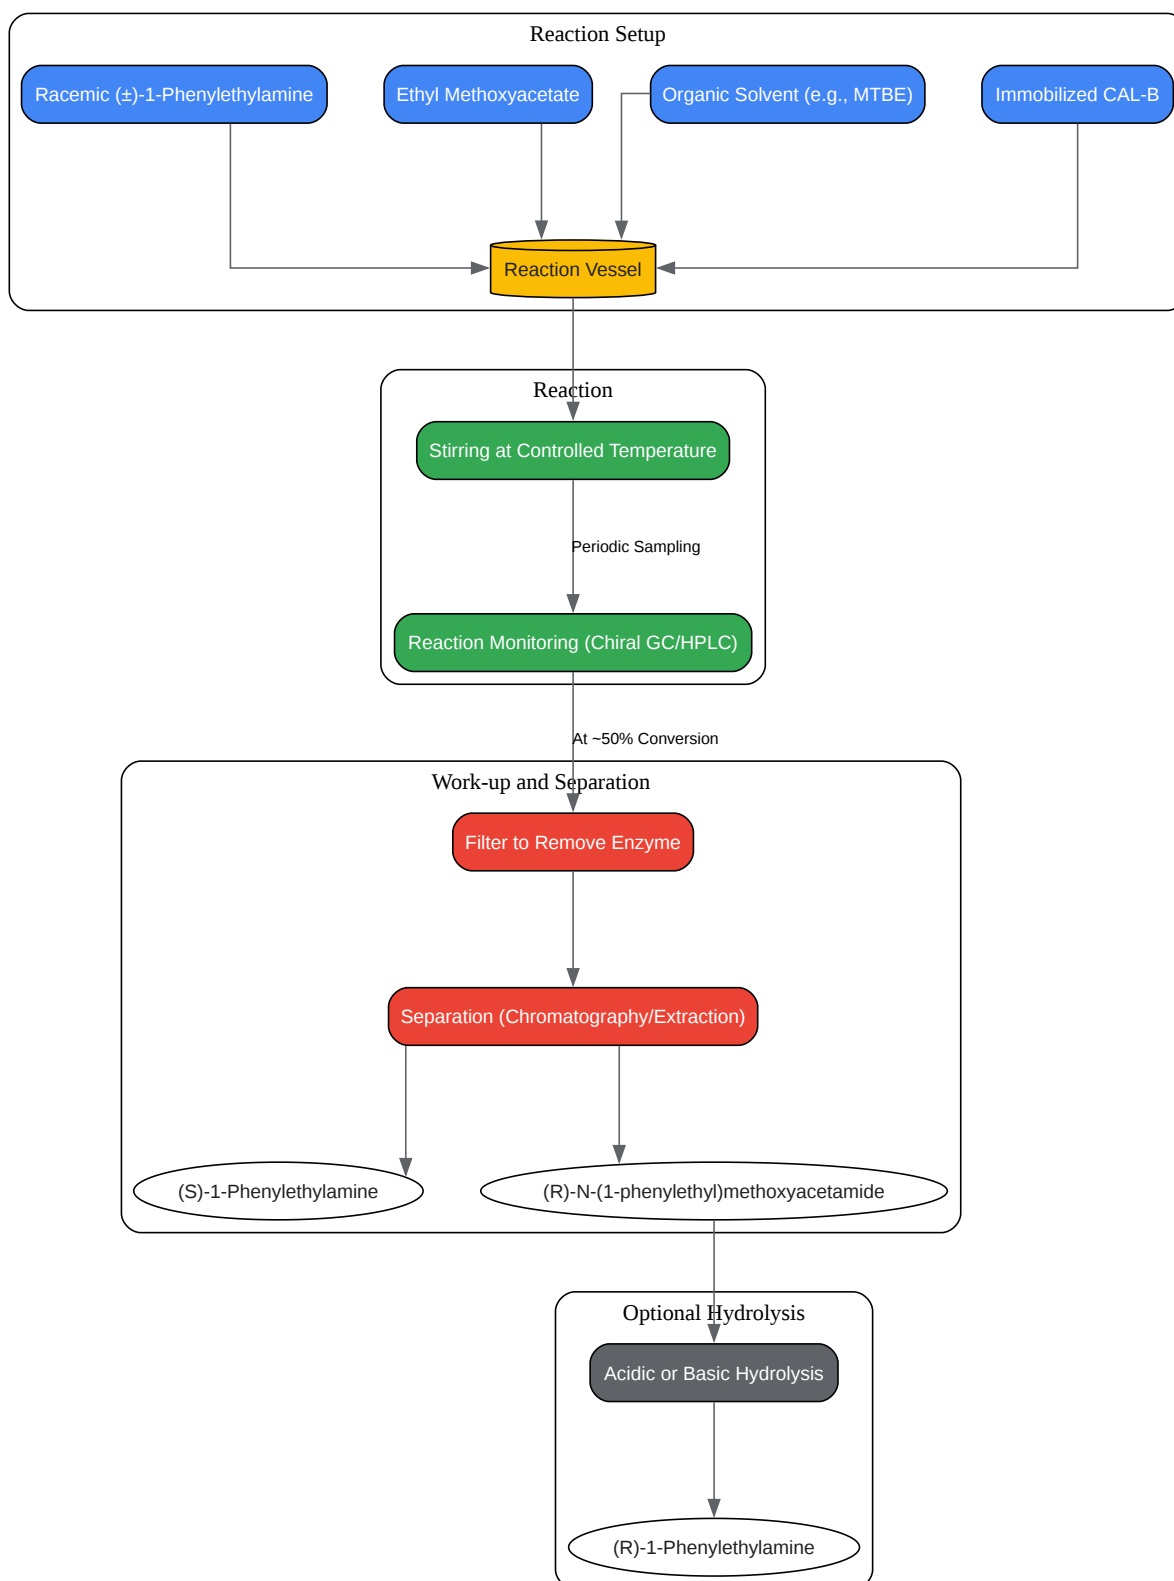 Reaction Setup
Racemic (±)-1-Phenylethylamine
Ethyl Methoxyacetate
Organic Solvent (e.g., MTBE)
Immobilized CAL-B
Reaction Vessel
Reaction
Stirring at Controlled Temperature
Periodic Sampling
Reaction Monitoring (Chiral GC/HPLC)
At ~50% Conversion
Work-up and Separation
Filter to Remove Enzyme
Separation (Chromatography/Extraction)
(S)-1-Phenylethylamine
(R)-N-(1-phenylethyl)methoxyacetamide
Optional Hydrolysis
Acidic or Basic Hydrolysis
(R)-1-Phenylethylamine